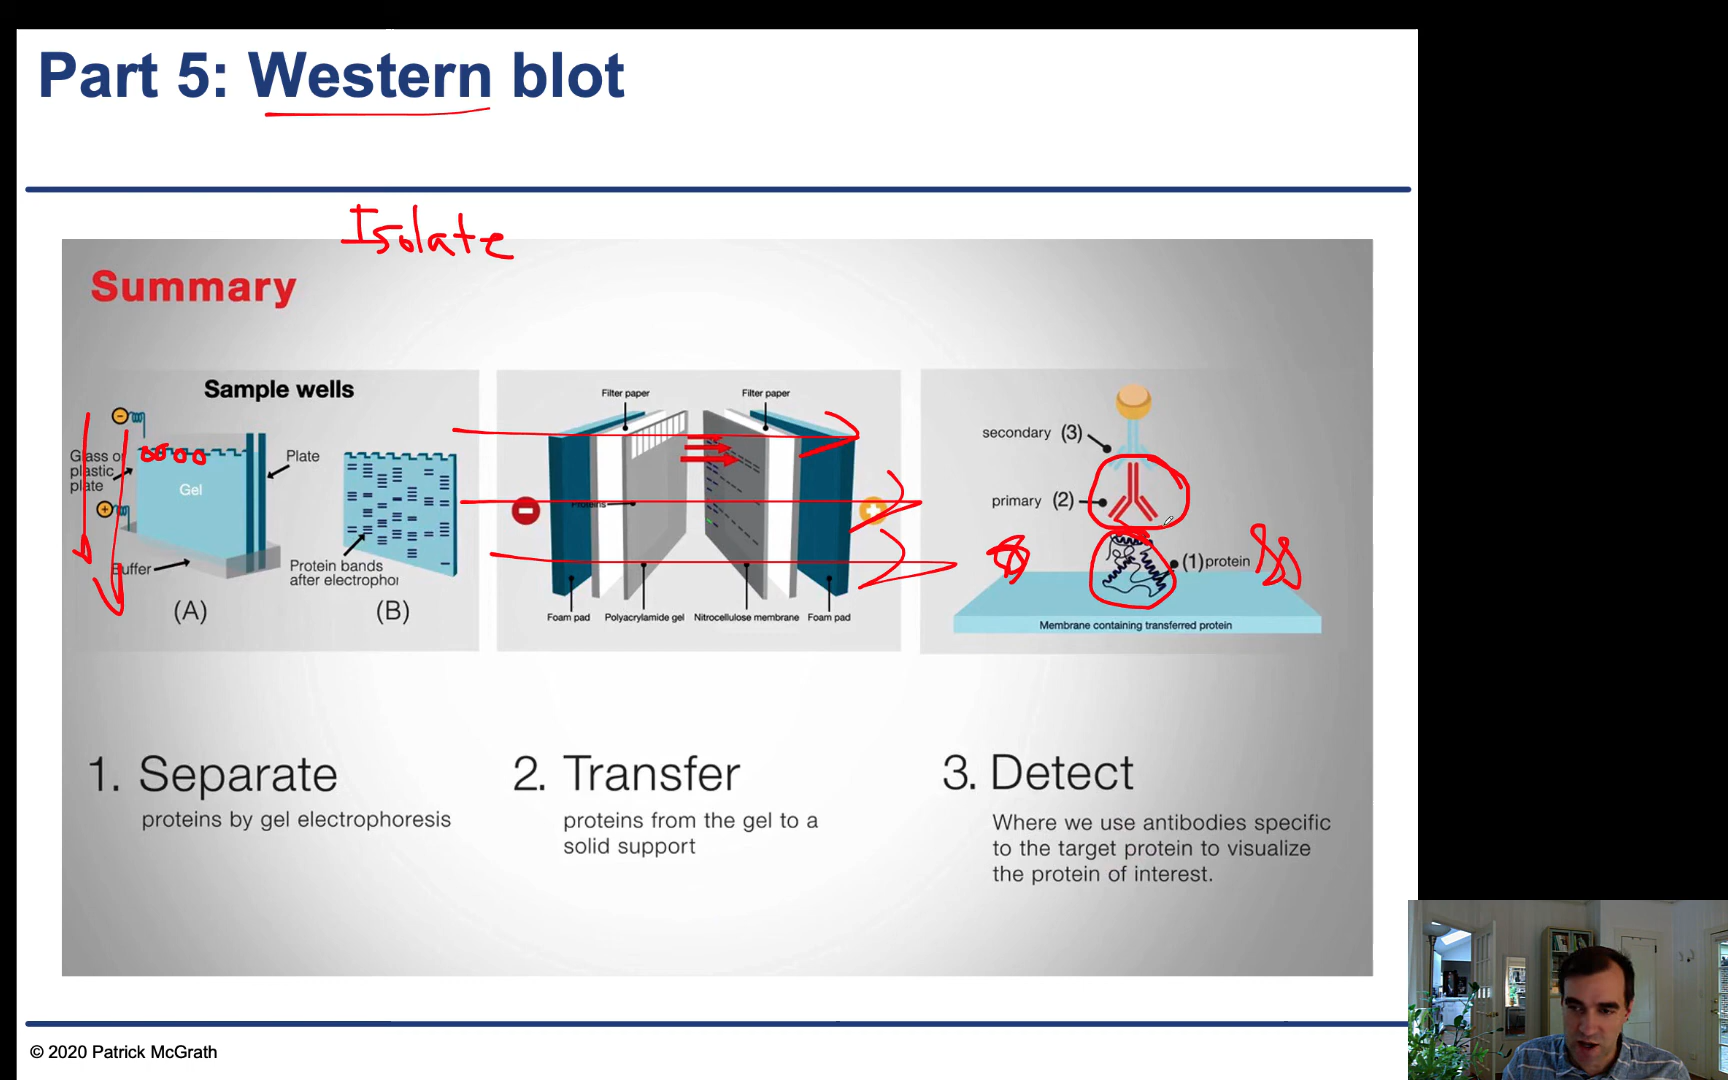 Part 5: Western blot
Isolate
Summary
Sample wells
Glass or
plastic
plate
Gel
Plate
Buffer
Protein bands
after electrophor
(A)
(B)
Filter paper
Filter paper
Proteins
Foam pad
Polyacrylamide gel
Nitrocellulose membrane
Foam pad
secondary (3)
primary (2)
(1) protein
Membrane containing transferred protein
1. Separate
proteins by gel electrophoresis
2. Transfer
proteins from the gel to a
solid support
3. Detect
Where we use antibodies specific
to the target protein to visualize
the protein of interest.
© 2020 Patrick McGrath